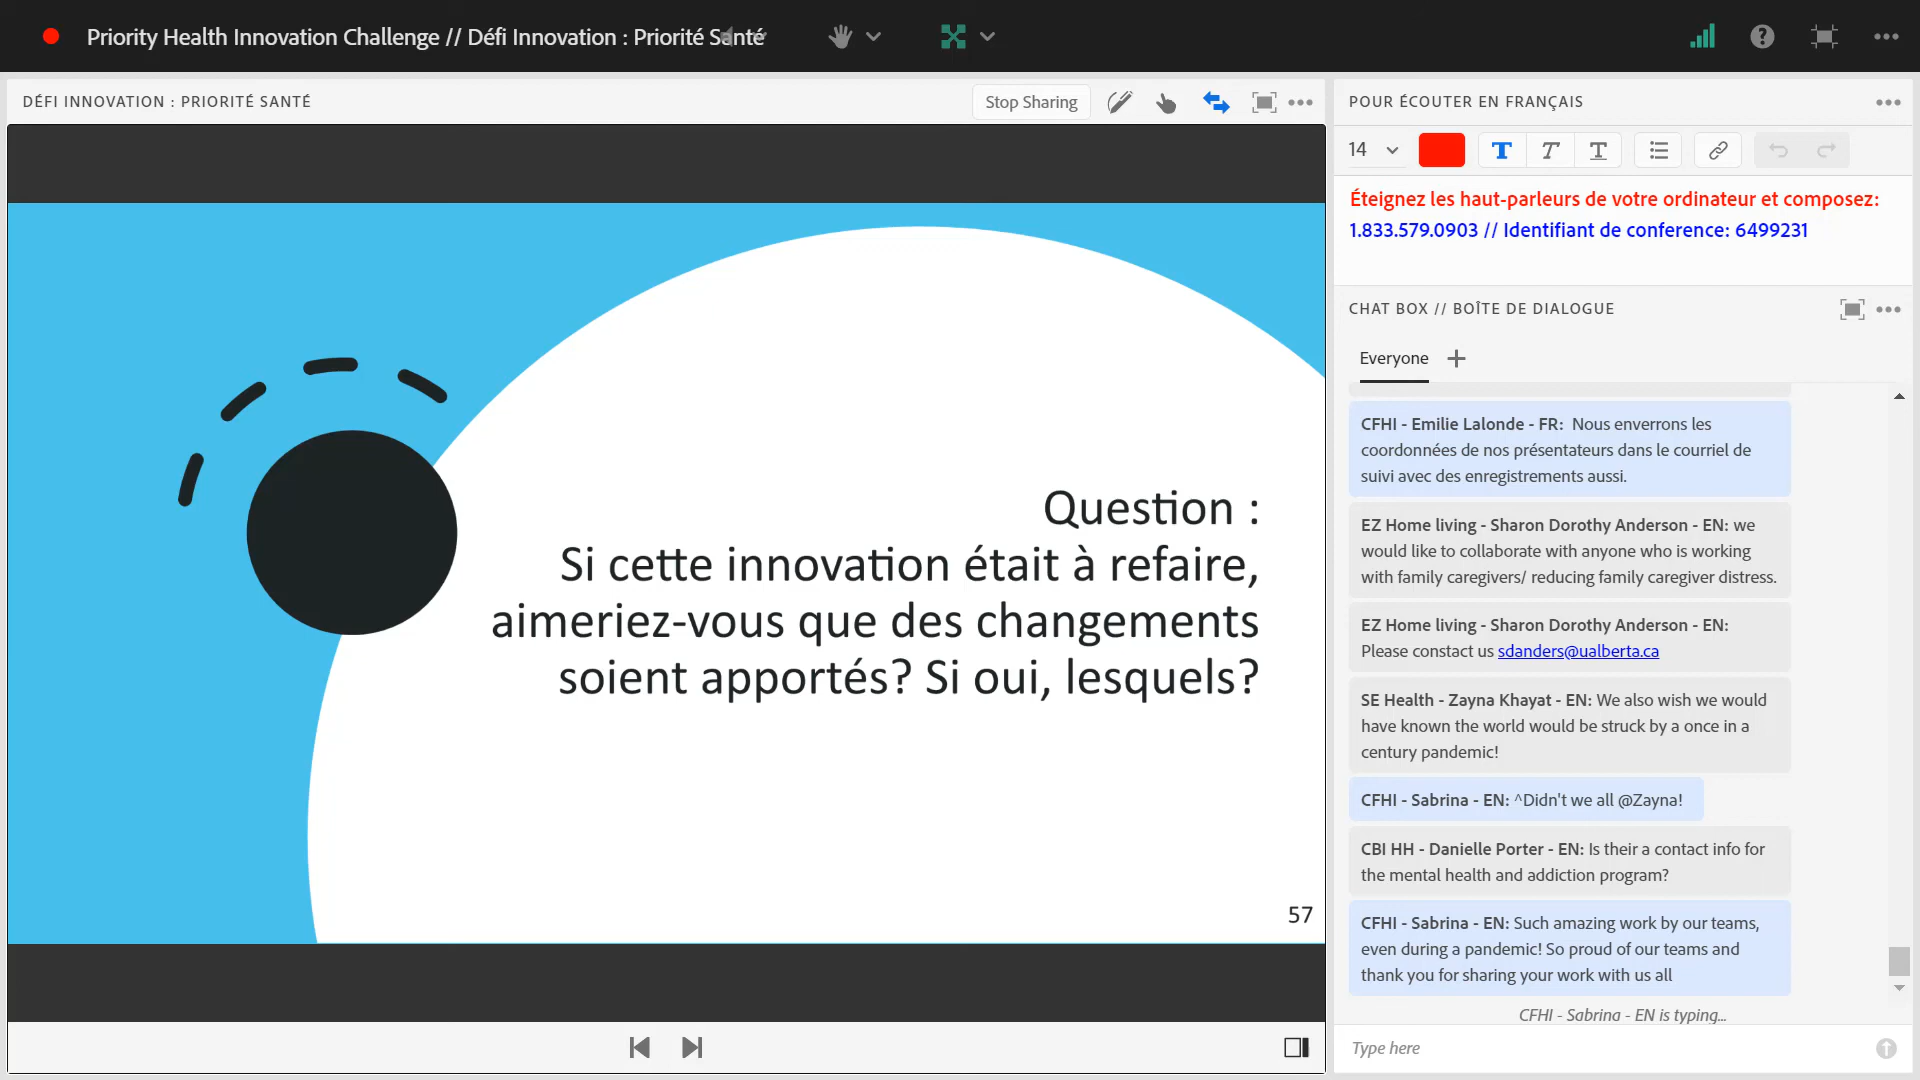 Priority Health Innovation Challenge // Défi Innovation : Priorité Santé
DÉFI INNOVATION : PRIORITÉ SANTÉ
Stop Sharing
Question :
Si cette innovation était à refaire,
aimeriez-vous que des changements
soient apportés? Si oui, lesquels?
57
POUR ÉCOUTER EN FRANÇAIS
14
Éteignez les haut-parleurs de votre ordinateur et composez:
1.833.579.0903 // Identifiant de conference: 6499231
CHAT BOX // BOÎTE DE DIALOGUE
Everyone
CFHI - Emilie Lalonde - FR: Nous enverrons les
coordonnées de nos présentateurs dans le courriel de
suivi avec des enregistrements aussi.
EZ Home living - Sharon Dorothy Anderson - EN: we
would like to collaborate with anyone who is working
with family caregivers/ reducing family caregiver distress.
EZ Home living - Sharon Dorothy Anderson - EN:
Please constact us sdanders@ualberta.ca
SE Health - Zayna Khayat - EN: We also wish we would
have known the world would be struck by a once in a
century pandemic!
CFHI - Sabrina - EN: ^Didn't we all @Zayna!
CBI HH - Danielle Porter - EN: Is their a contact info for
the mental health and addiction program?
CFHI - Sabrina - EN: Such amazing work by our teams,
even during a pandemic! So proud of our teams and
thank you for sharing your work with us all
CFHI - Sabrina - EN is typing...
Type here